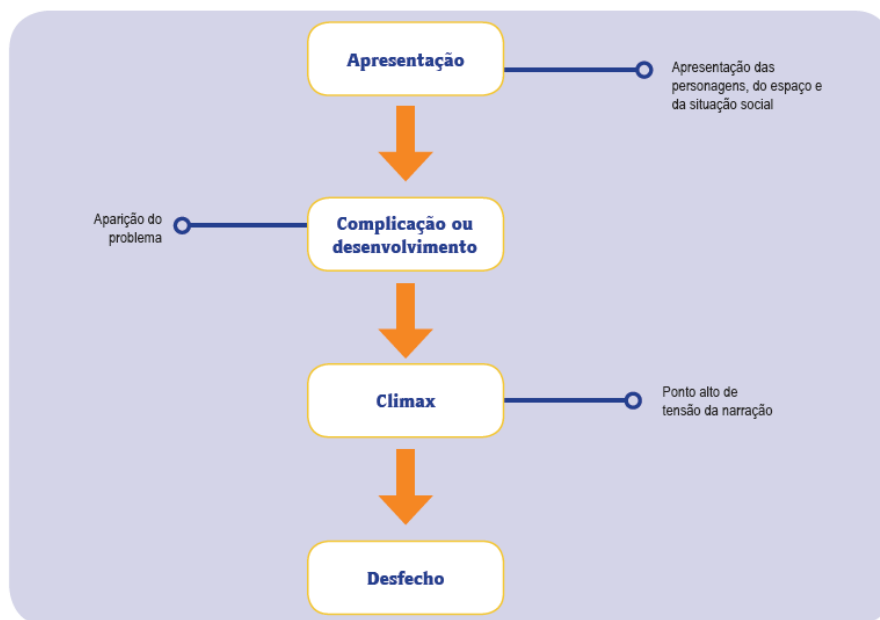 Apresentação
Apresentação das
personagens, do espaço e
da situação social
Aparição do
problema
Complicação ou
desenvolvimento
Climax
Ponto alto de
tensão da narração
Desfecho